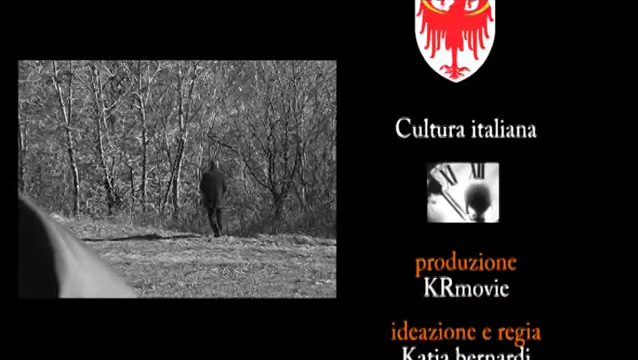 Cultura italiana
produzione
KRmovie
ideazione e regia
Katia bernardi